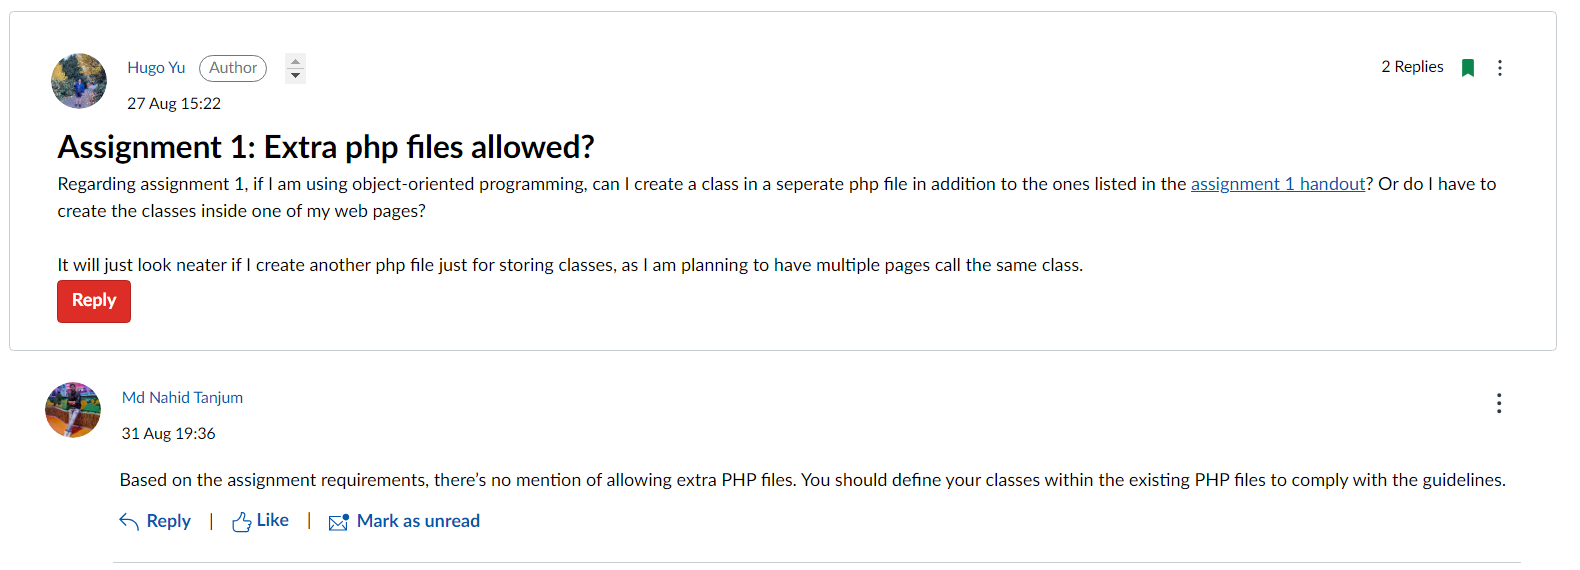 Hugo Yu Author 2 Replies
27 Aug 15:22
Assignment 1: Extra php files allowed?
Regarding assignment 1, if I am using object-oriented programming, can I create a class in a seperate php file in addition to the ones listed in the assignment 1 handout? Or do I have to
create the classes inside one of my web pages?
It will just look neater if I create another php file just for storing classes, as I am planning to have multiple pages call the same class.
Reply
Md Nahid Tanjum
31 Aug 19:36
Based on the assignment requirements, there's no mention of allowing extra PHP files. You should define your classes within the existing PHP files to comply with the guidelines.
Reply | Like | Mark as unread